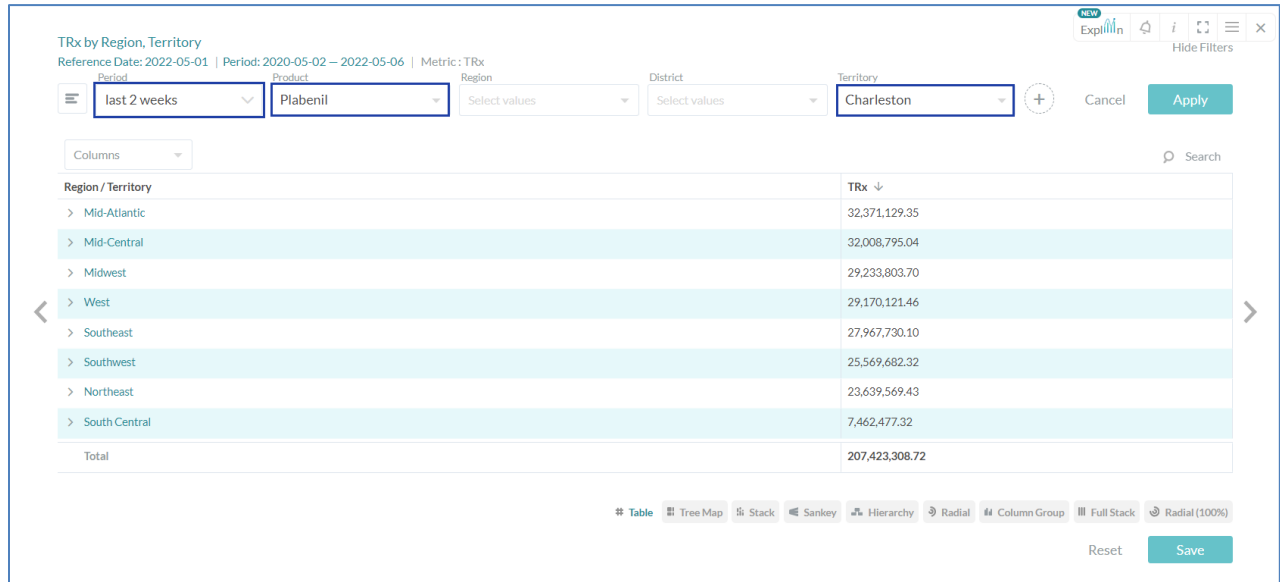 NEW
Explain
i
TRx by Region, Territory
Hide Filters
Reference Date: 2022-05-01 | Period: 2020-05-02 — 2022-05-06 | Metric: TRx
Period Product Region District Territory
last 2 weeks Plabenil Select values Select values Charleston + Cancel Apply
Columns Search
Region / Territory TRx ↓
> Mid-Atlantic 32,371,129.35
> Mid-Central 32,008,795.04
> Midwest 29,233,803.70
> West 29,170,121.46
> Southeast 27,967,730.10
> Southwest 25,569,682.32
> Northeast 23,639,569.43
> South Central 7,462,477.32
Total 207,423,308.72
# Table Tree Map Stack Sankey Hierarchy Radial Column Group Full Stack Radial (100%)
Reset Save